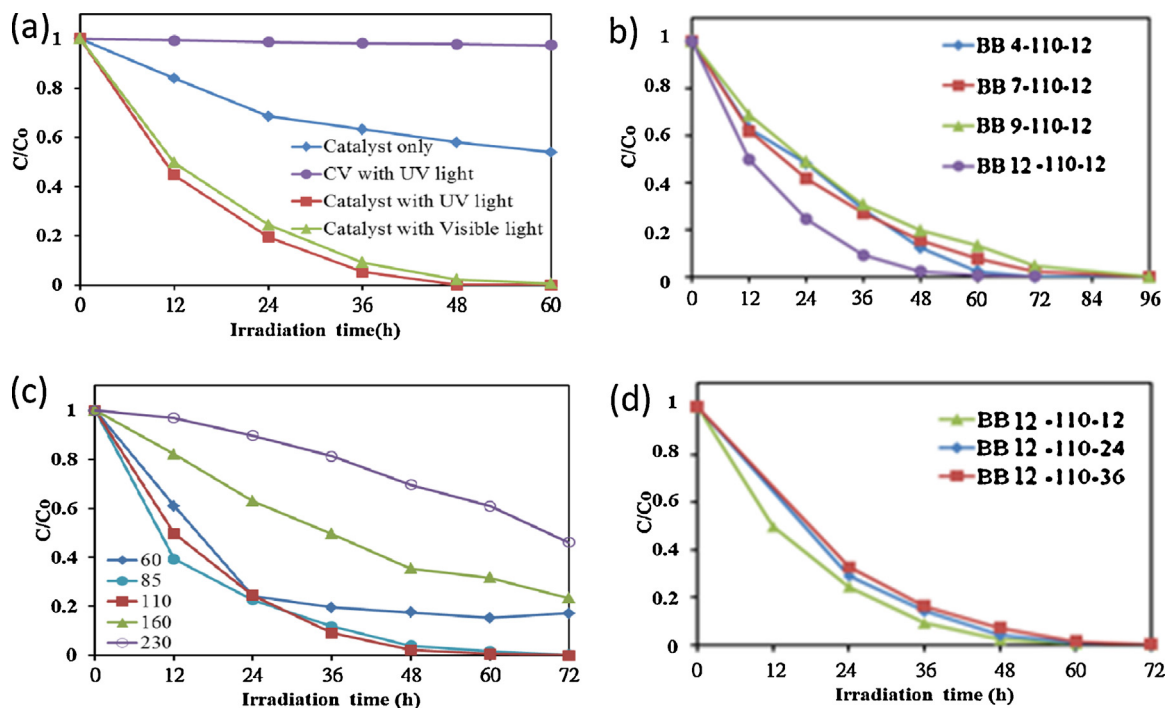 (a)
1
0.8
0.6
0.4
0.2
0
C/Co
Catalyst only
CV with UV light
Catalyst with UV light
Catalyst with Visible light
0 12 24 36 48 60
Irradiation time(h)
b)
1
0.8
0.6
0.4
0.2
0
C/Co
BB 4-110-12
BB 7-110-12
BB 9-110-12
BB 12 -110-12
0 12 24 36 48 60 72 84 96
Irradiation time(h)
(c)
1
0.8
0.6
0.4
0.2
0
C/Co
60
85
110
160
230
0 12 24 36 48 60 72
Irradiation time (h)
(d)
1
0.8
0.6
0.4
0.2
0
C/Co
BB 12 -110-12
BB 12 -110-24
BB 12 -110-36
0 12 24 36 48 60 72
Irradiation time (h)